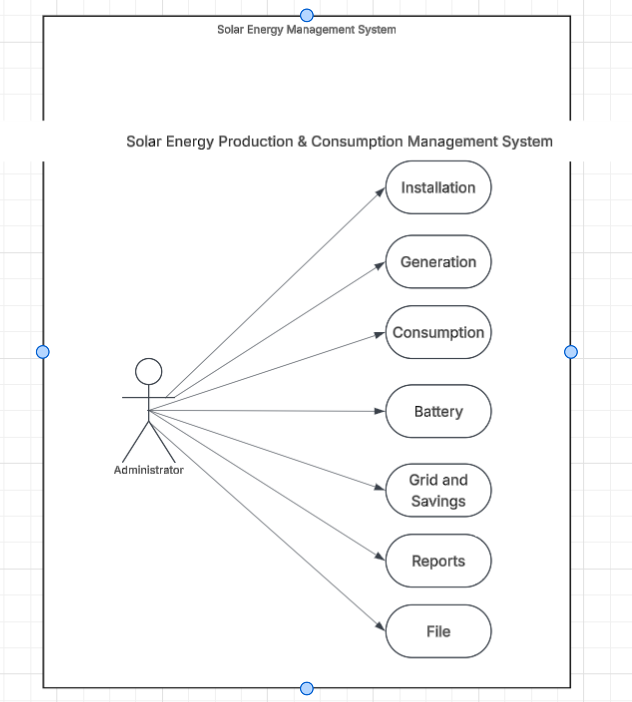 Solar Energy Management System
Solar Energy Production & Consumption Management System
Installation
Generation
Consumption
Battery
Grid and
Savings
Reports
File
Administrator